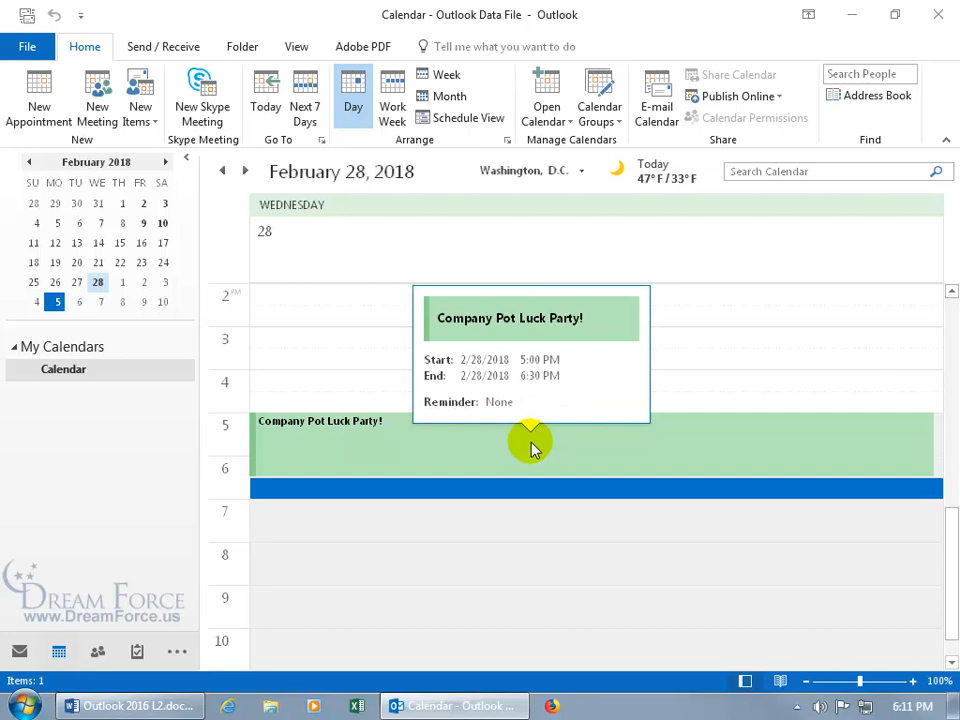 Calendar - Outlook Data File - Outlook
File Home Send / Receive Folder View Adobe PDF Tell me what you want to do
New Appointment
New Meeting
New Items
New
New Skype Meeting
Skype Meeting
Today
Next 7 Days
Go To
Day
Work Week
Week
Month
Schedule View
Arrange
Open Calendar
Calendar Groups
Manage Calendars
E-mail Calendar
Share Calendar
Publish Online
Calendar Permissions
Share
Search People
Address Book
Find
February 2018
SU MO TU WE TH FR SA
28 29 30 31 1 2 3
4 5 6 7 8 9 10
11 12 13 14 15 16 17
18 19 20 21 22 23 24
25 26 27 28 1 2 3
4 5 6 7 8 9 10
My Calendars
Calendar
February 28, 2018
Washington, D.C.
Today
47°F / 33°F
Search Calendar
WEDNESDAY
28
2 PM
3
4
5
6
7
8
9
10
Company Pot Luck Party!
Start: 2/28/2018 5:00 PM
End: 2/28/2018 6:30 PM
Reminder: None
Company Pot Luck Party!
DREAM FORCE
www.DreamForce.us
Items: 1
100%
Outlook 2016 L2.doc...
Calendar - Outlook ...
6:11 PM